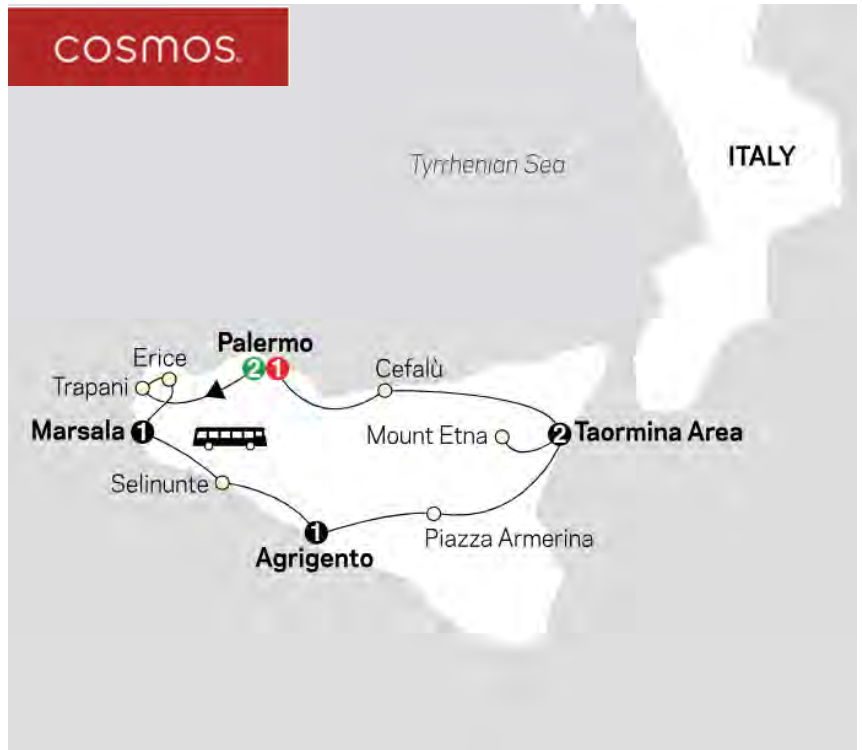 cosmos.
Tyrrhenian Sea
ITALY
Palermo
2 1
Erice
Trapani
Cefalù
Marsala 1
Mount Etna
2 Taormina Area
Selinunte
1
Agrigento
Piazza Armerina